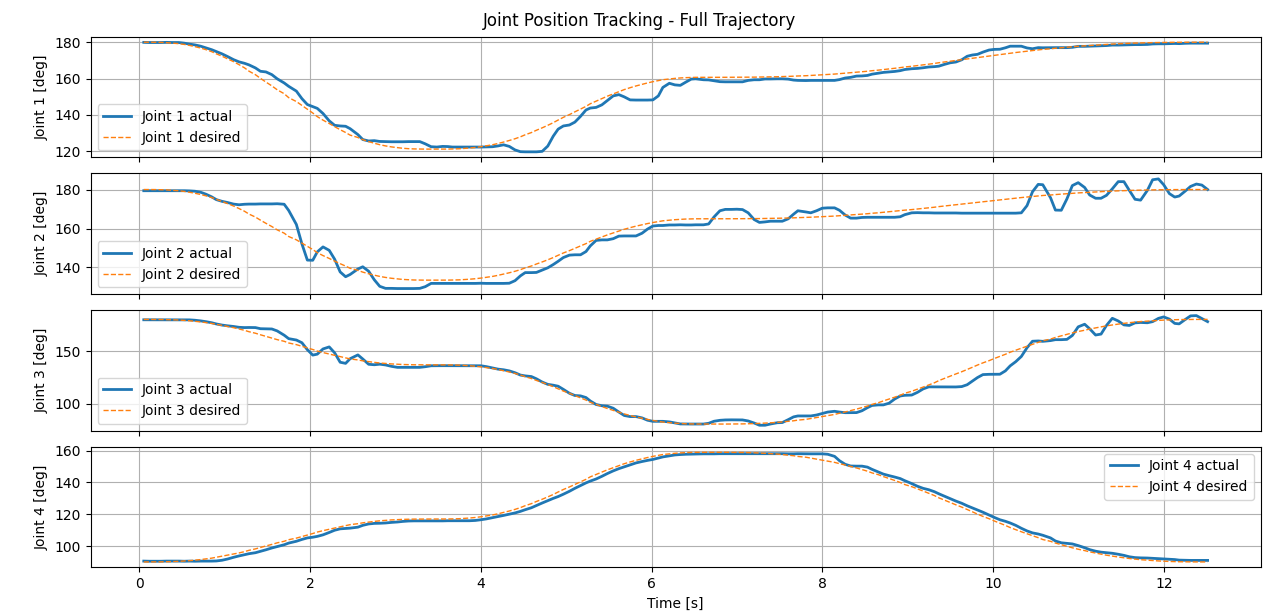 Joint Position Tracking - Full Trajectory
Joint 1 [deg]
180
160
140
120
Joint 1 actual
Joint 1 desired
Joint 2 [deg]
180
160
140
Joint 2 actual
Joint 2 desired
Joint 3 [deg]
150
100
Joint 3 actual
Joint 3 desired
Joint 4 [deg]
160
140
120
100
Joint 4 actual
Joint 4 desired
0 2 4 6 8 10 12
Time [s]